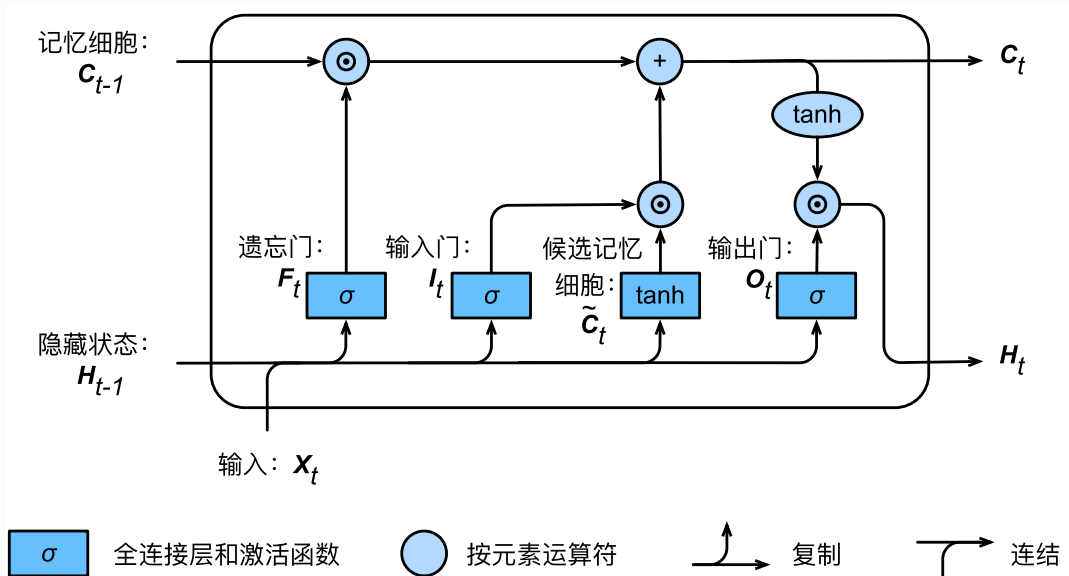 记忆细胞：
C_{t-1}
⊙
+
C_t
tanh
⊙
⊙
遗忘门：
F_t
σ
输入门：
I_t
σ
候选记忆
细胞：
C̃_t
tanh
输出门：
O_t
σ
隐藏状态：
H_{t-1}
H_t
输入：X_t
σ 全连接层和激活函数
按元素运算符
复制
连结